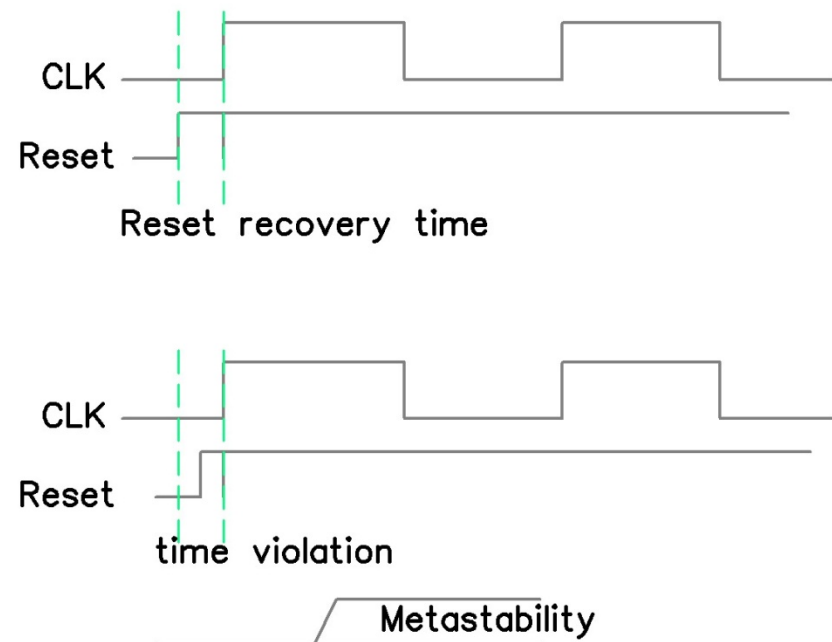 CLK
Reset
Reset recovery time
CLK
Reset
time violation
Metastability